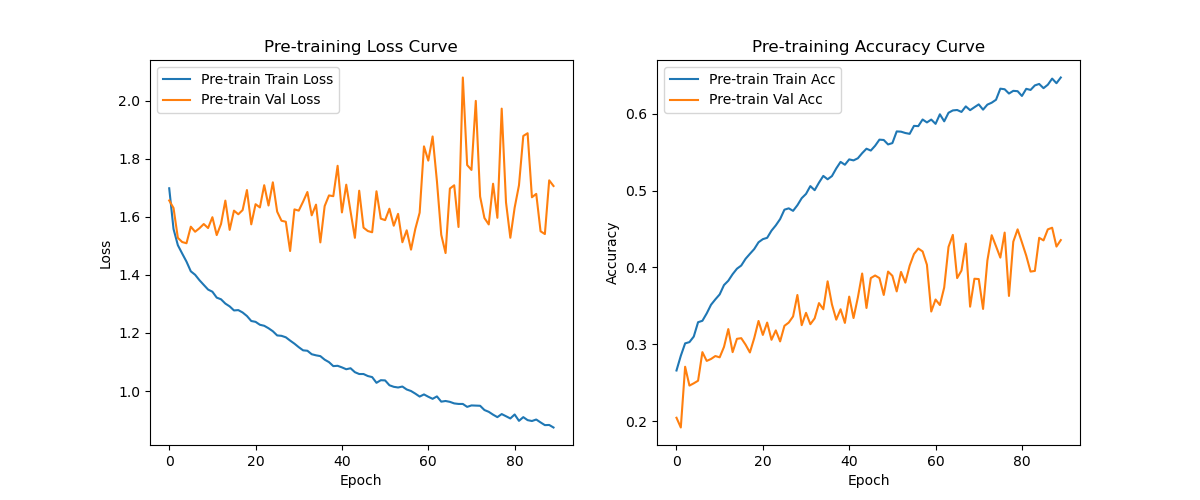 Pre-training Loss Curve
Pre-train Train Loss
Pre-train Val Loss
2.0
1.8
1.6
1.4
1.2
1.0
Loss
0 20 40 60 80
Epoch
Pre-training Accuracy Curve
Pre-train Train Acc
Pre-train Val Acc
0.6
0.5
0.4
0.3
0.2
Accuracy
0 20 40 60 80
Epoch